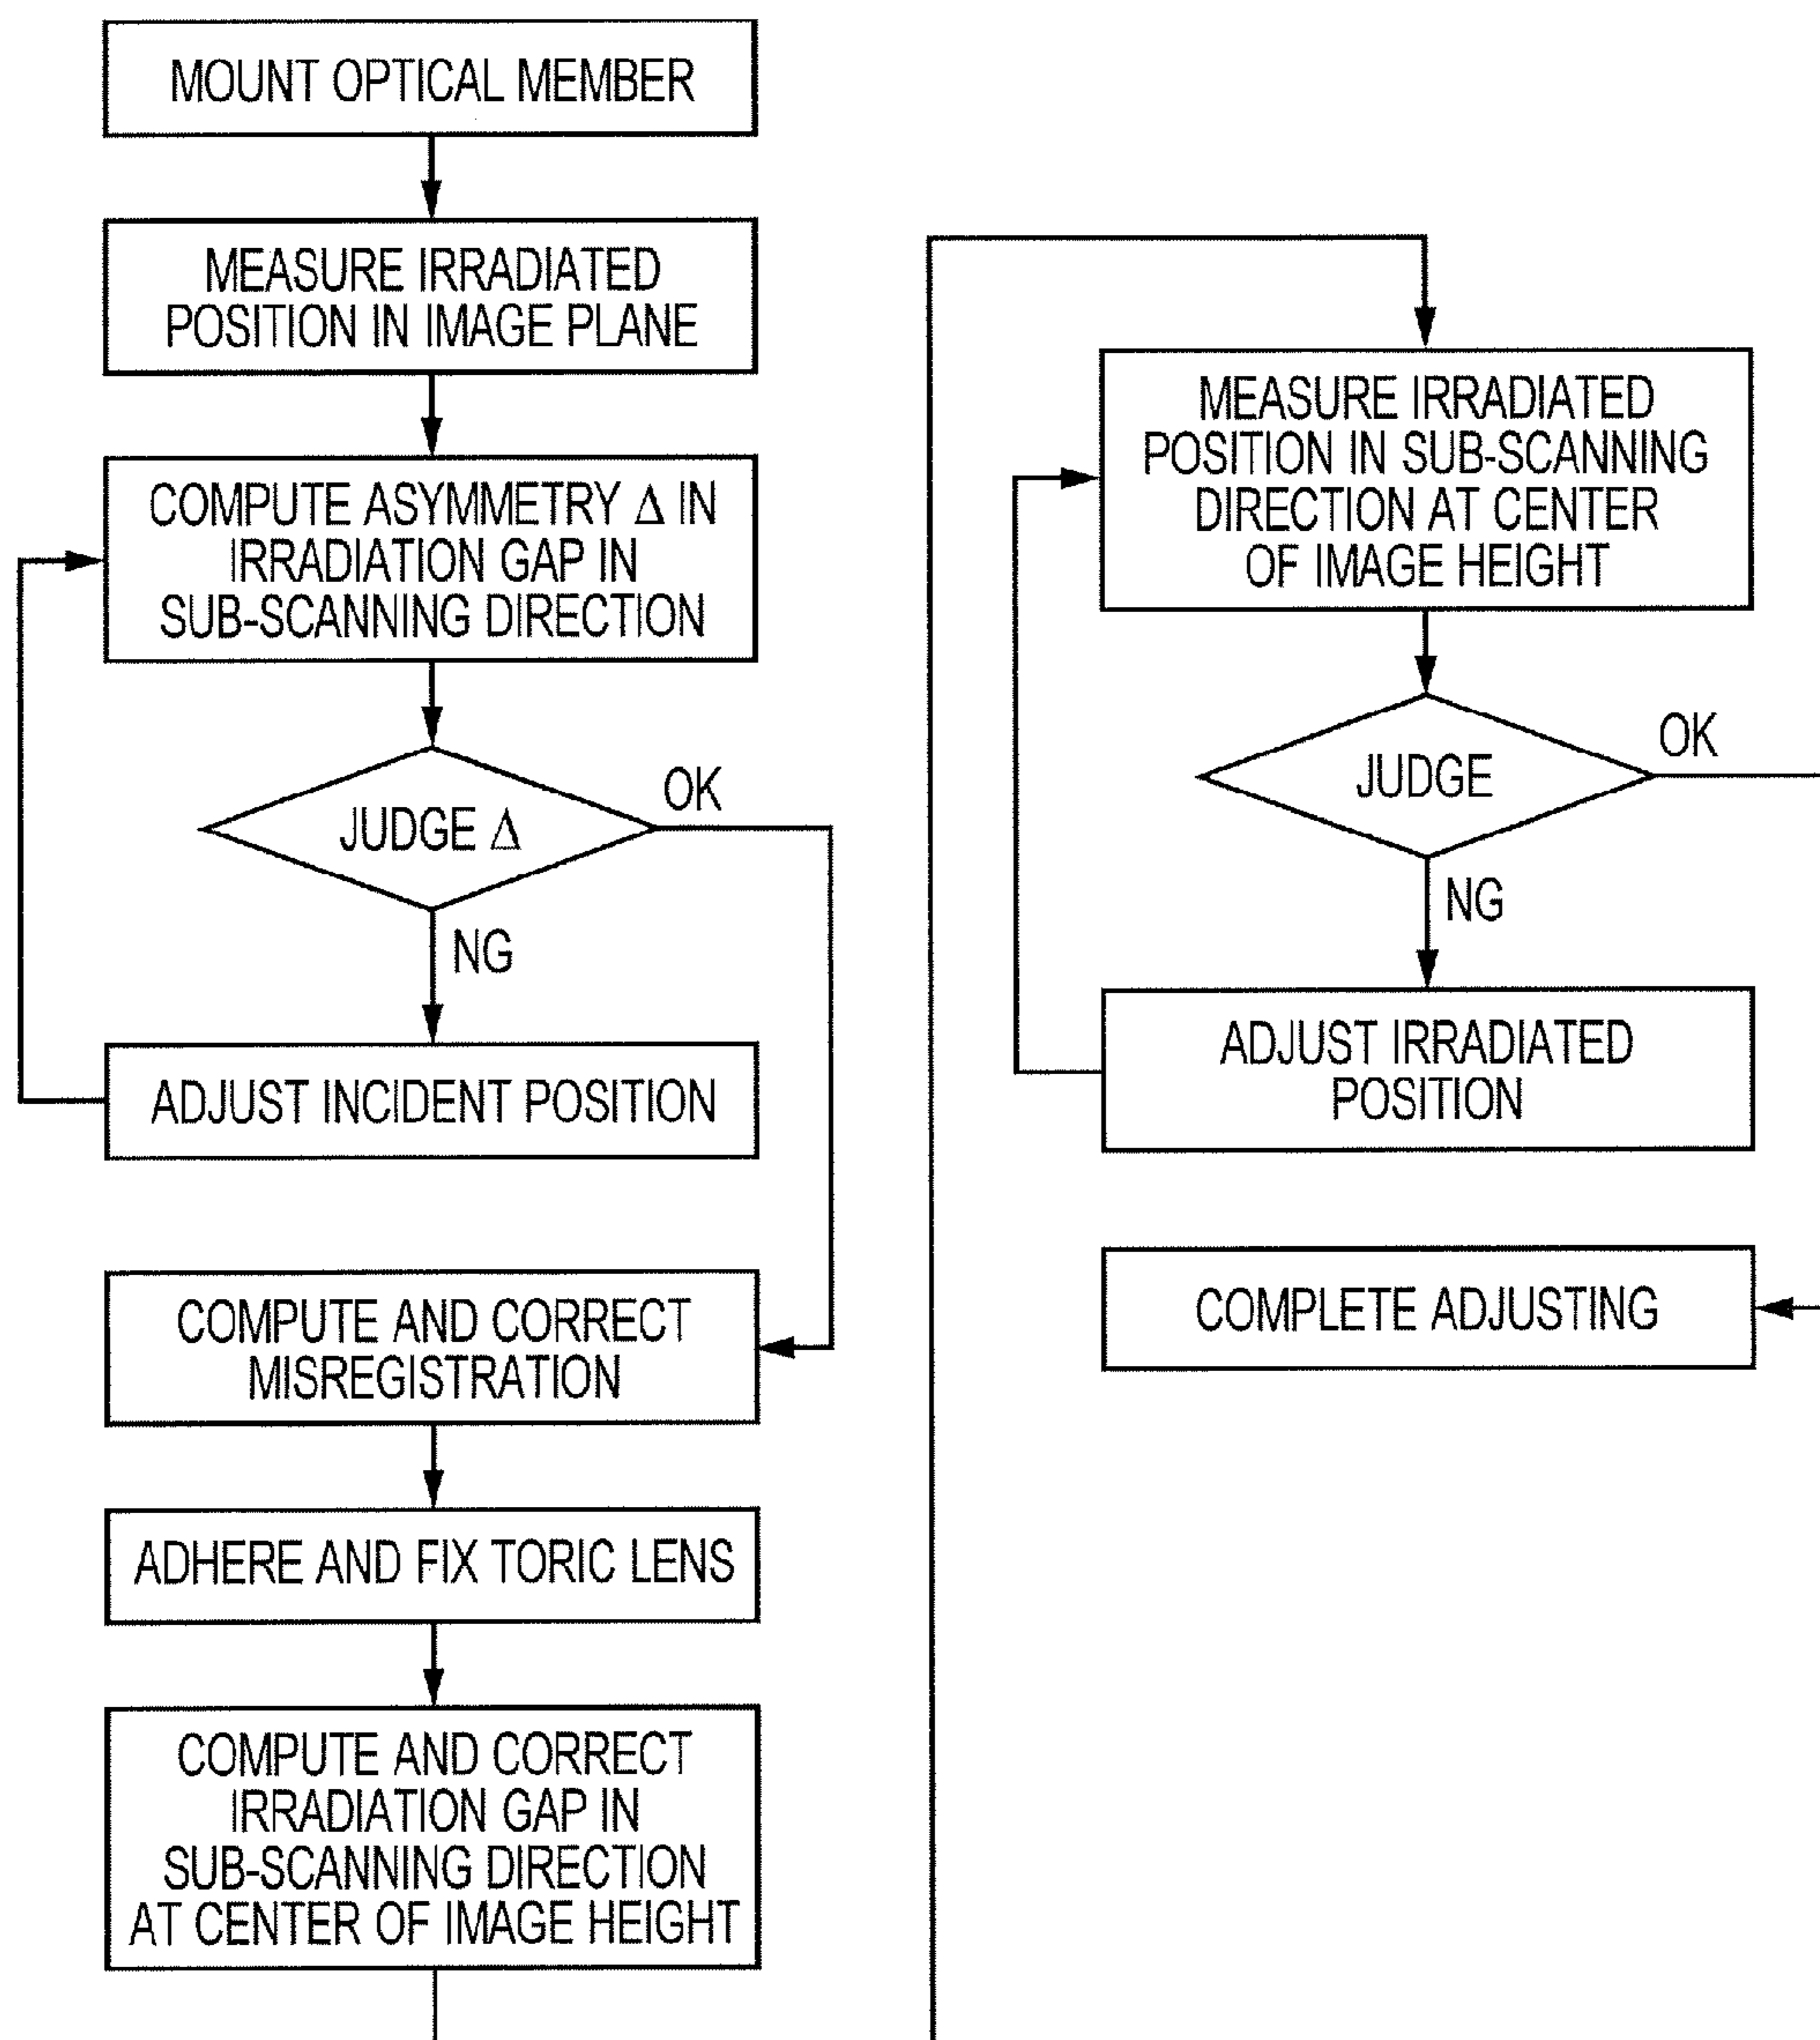 MOUNT OPTICAL MEMBER
MEASURE IRRADIATED
POSITION IN IMAGE PLANE
COMPUTE ASYMMETRY Δ IN
IRRADIATION GAP IN
SUB-SCANNING DIRECTION
JUDGE Δ
OK
NG
ADJUST INCIDENT POSITION
COMPUTE AND CORRECT
MISREGISTRATION
ADHERE AND FIX TORIC LENS
COMPUTE AND CORRECT
IRRADIATION GAP IN
SUB-SCANNING DIRECTION
AT CENTER OF IMAGE HEIGHT
MEASURE IRRADIATED
POSITION IN SUB-SCANNING
DIRECTION AT CENTER
OF IMAGE HEIGHT
JUDGE
OK
NG
ADJUST IRRADIATED
POSITION
COMPLETE ADJUSTING